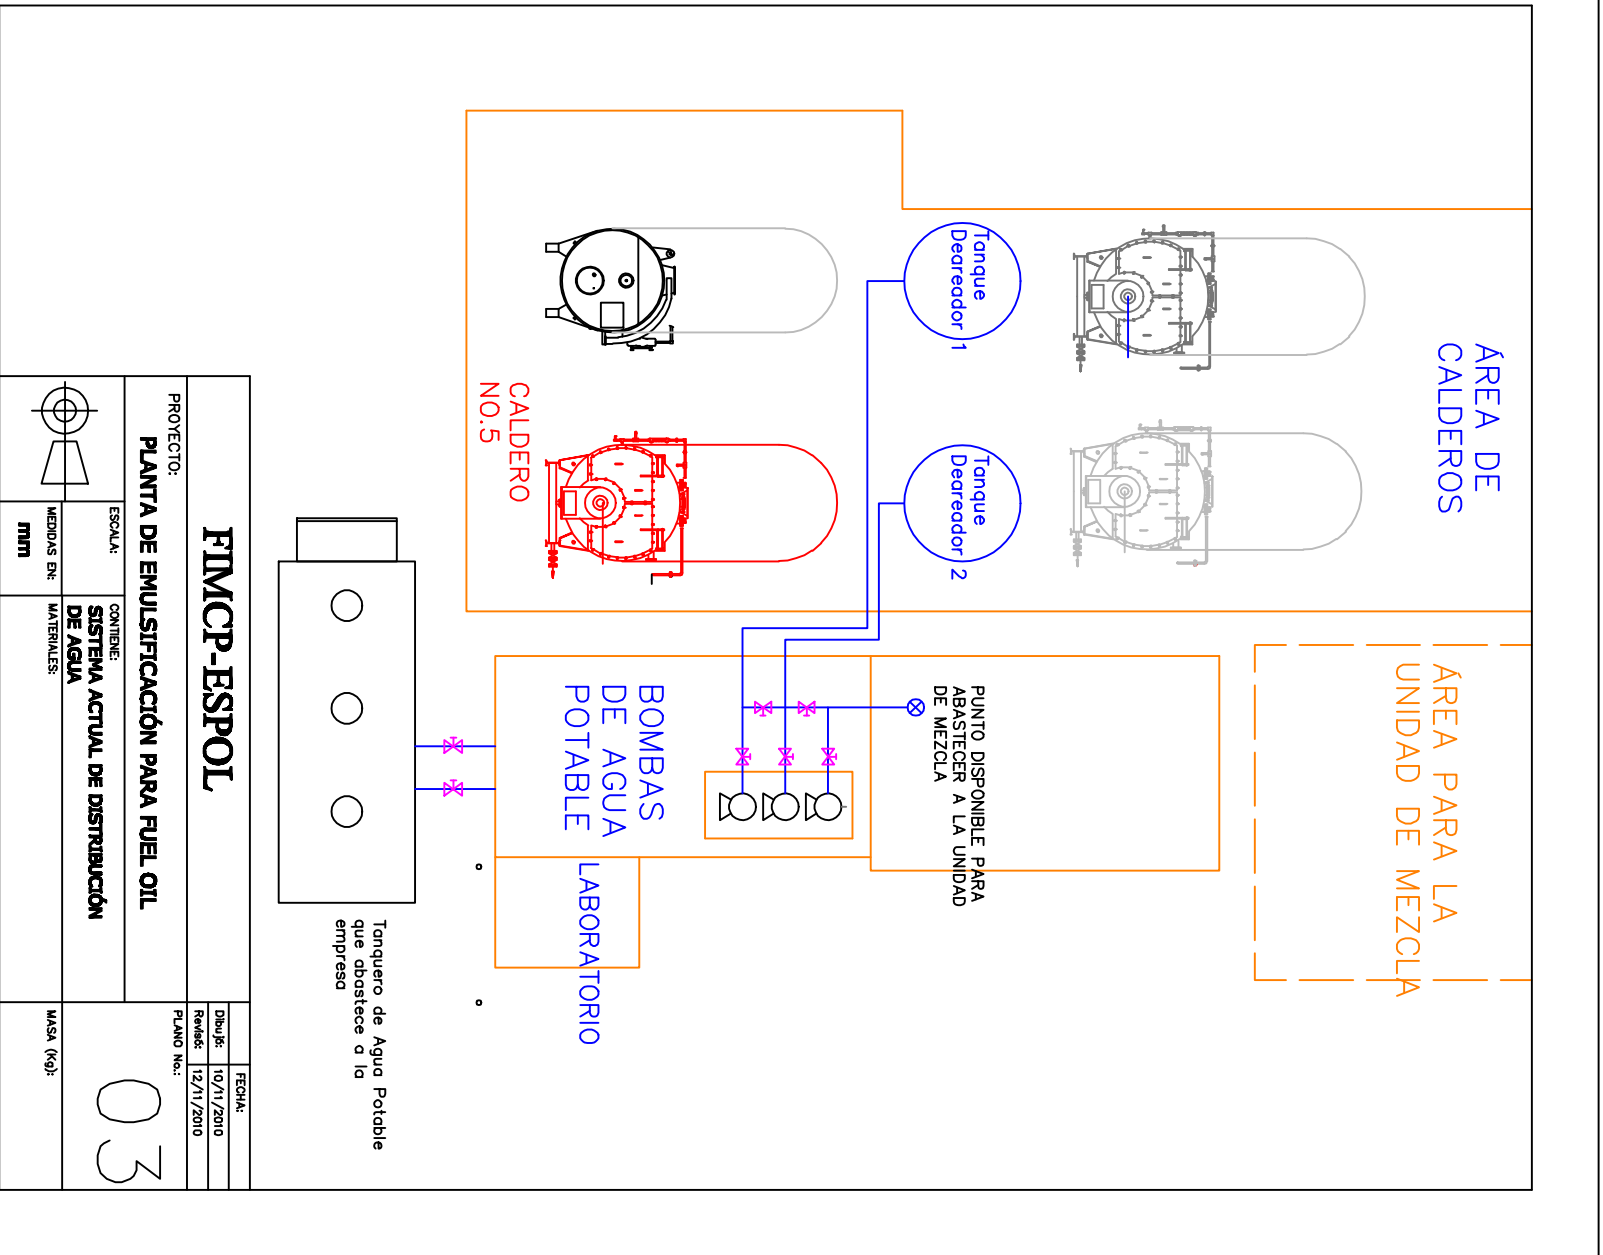 ÁREA DE
CALDEROS
ÁREA PARA LA
UNIDAD DE MEZCLA
Tanque
Deareador 1
Tanque
Deareador 2
PUNTO DISPONIBLE PARA
ABASTECER A LA UNIDAD
DE MEZCLA
CALDERO
NO.5
BOMBAS
DE AGUA
POTABLE
LABORATORIO
Tanquero de Agua Potable
que abastece a la
empresa
FIMCP-ESPOL
FECHA:
Dibujó:
10/11/2010
Revisó:
12/11/2010
PROYECTO:
PLANTA DE EMULSIFICACIÓN PARA FUEL OIL
PLANO No.:
03
ESCALA:
CONTIENE:
SISTEMA ACTUAL DE DISTRIBUCIÓN
DE AGUA
MEDIDAS EN:
mm
MATERIALES:
MASA (Kg):